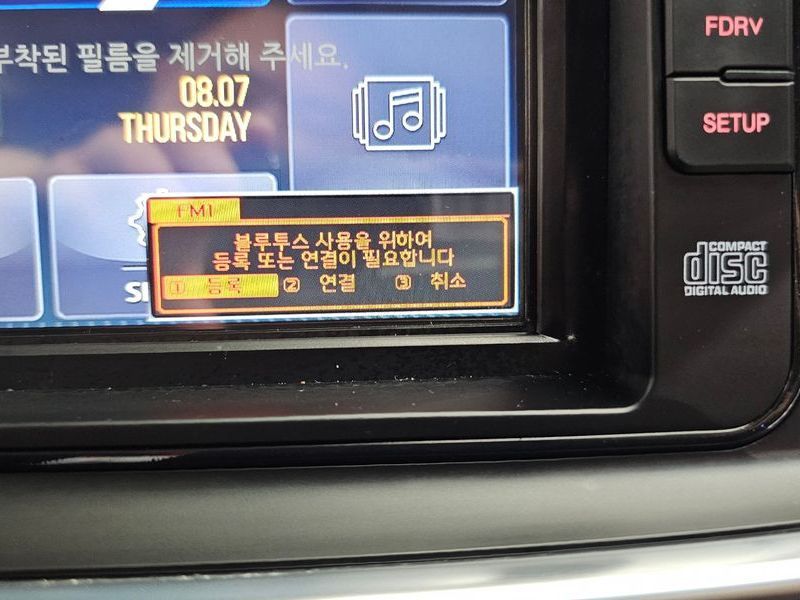 FDRV
부착된 필름을 제거해 주세요.
08.07
THURSDAY
SETUP
FM1
블루투스 사용을 위하여
등록 또는 연결이 필요합니다
① 등록 ② 연결 ③ 취소
COMPACT
disc
DIGITAL AUDIO